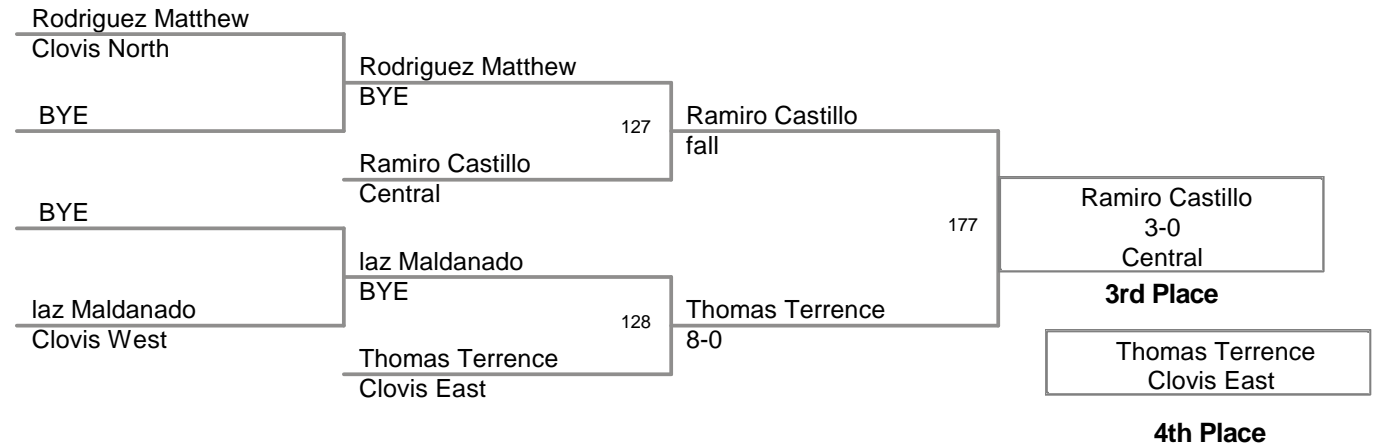 Rodriguez Matthew
Clovis North
BYE
BYE
laz Maldanado
Clovis West
Rodriguez Matthew
BYE
127
Ramiro Castillo
Central
laz Maldanado
BYE
128
Thomas Terrence
Clovis East
Ramiro Castillo
fall
177
Thomas Terrence
8-0
Ramiro Castillo
3-0
Central
3rd Place
Thomas Terrence
Clovis East
4th Place